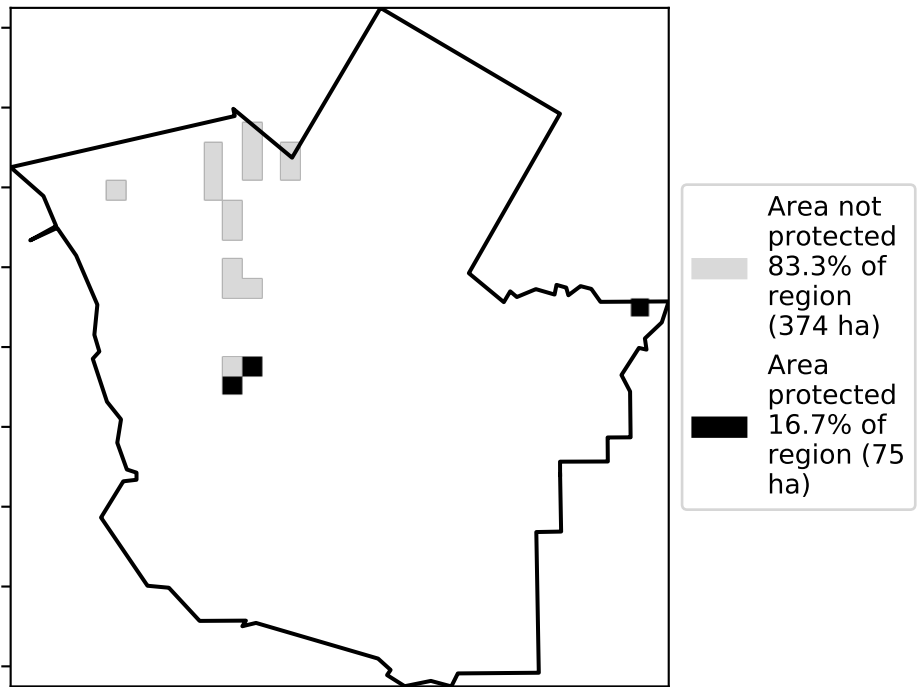 Area not
protected
83.3% of
region
(374 ha)
Area
protected
16.7% of
region (75
ha)